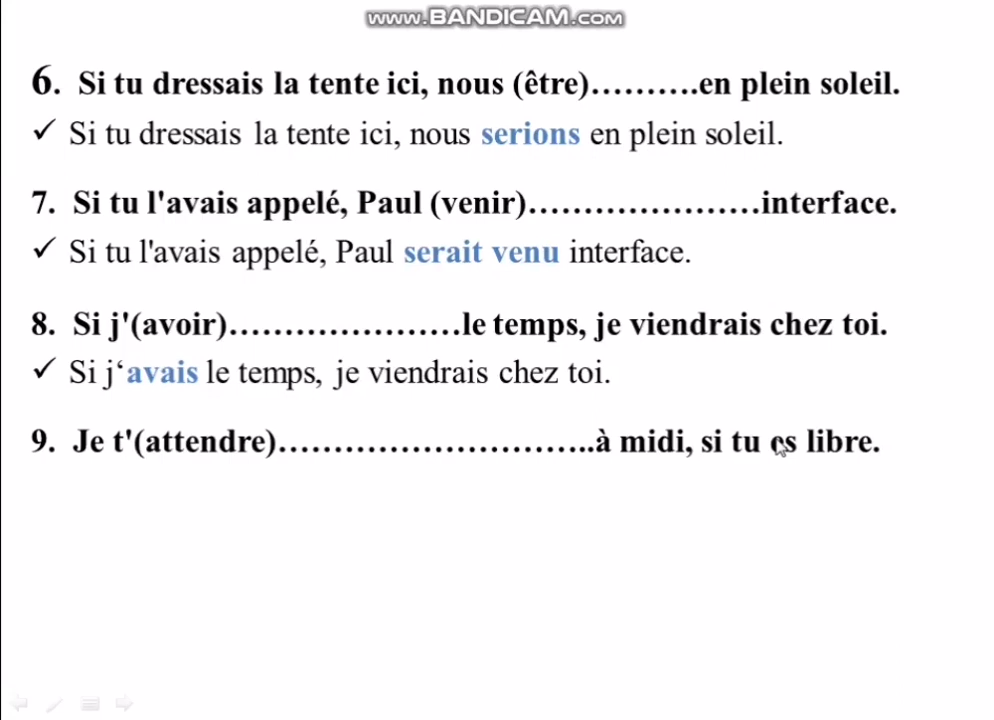 www.BANDICAM.com
6. Si tu dressais la tente ici, nous (être)..........en plein soleil.
✓ Si tu dressais la tente ici, nous serions en plein soleil.
7. Si tu l'avais appelé, Paul (venir).....................interface.
✓ Si tu l'avais appelé, Paul serait venu interface.
8. Si j'(avoir).....................le temps, je viendrais chez toi.
✓ Si j‘avais le temps, je viendrais chez toi.
9. Je t'(attendre).............................à midi, si tu es libre.